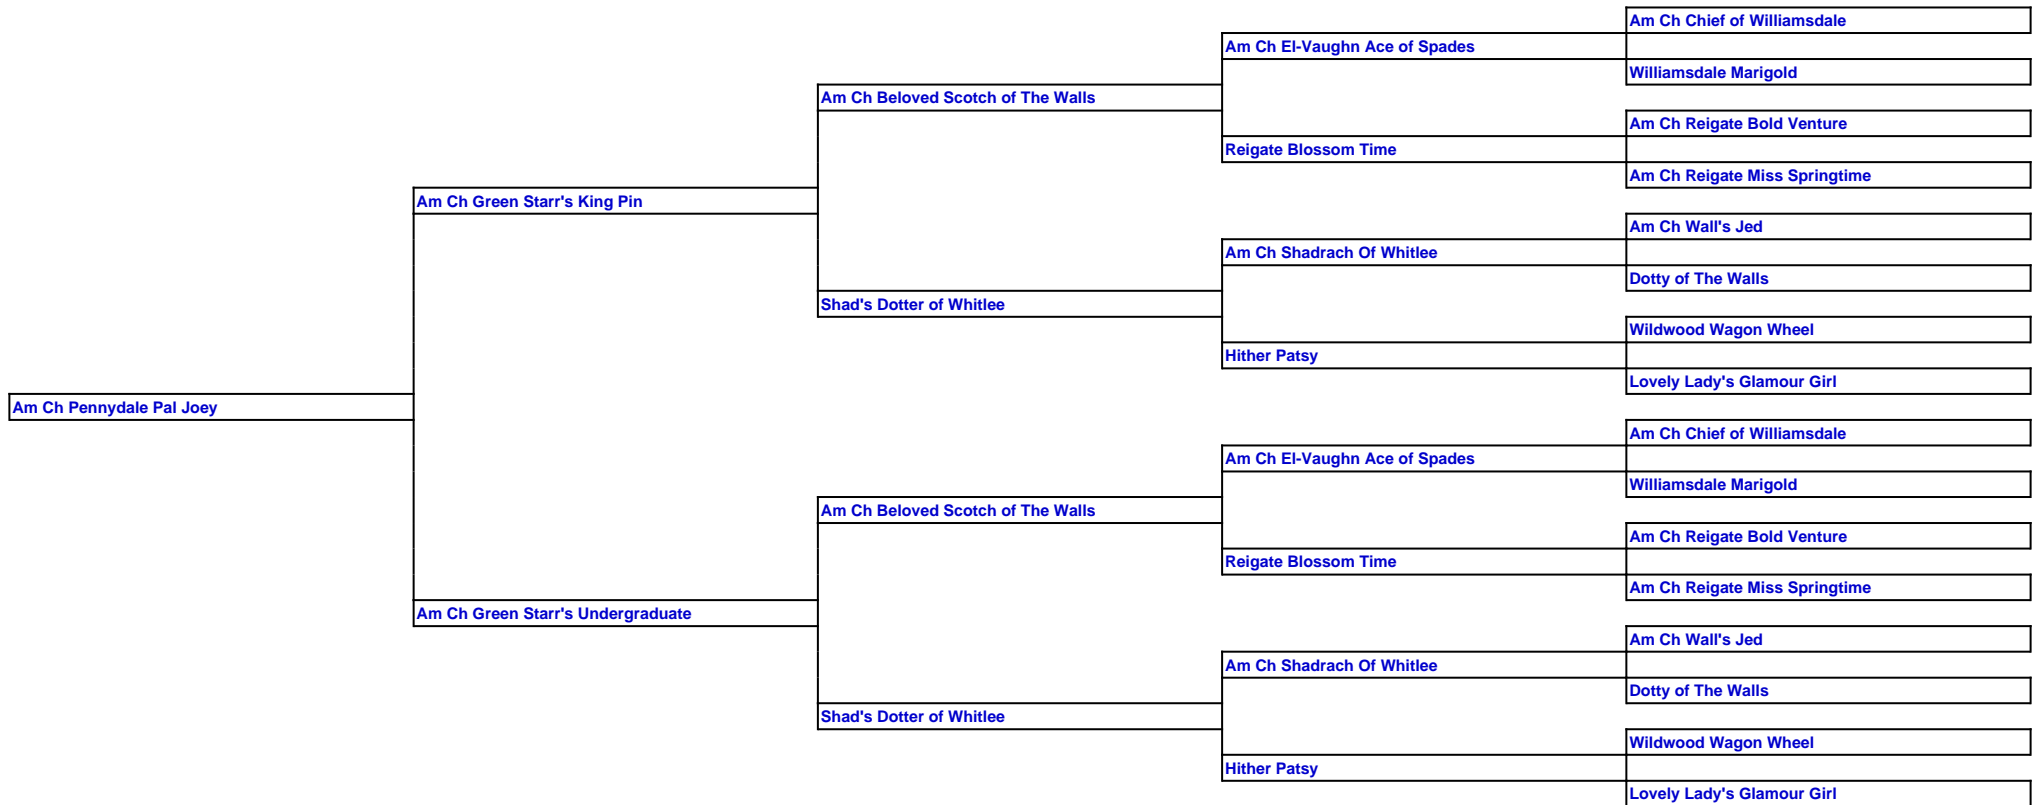 Am Ch Chief of Williamsdale
Am Ch El-Vaughn Ace of Spades
Williamsdale Marigold
Am Ch Beloved Scotch of The Walls
Am Ch Reigate Bold Venture
Reigate Blossom Time
Am Ch Reigate Miss Springtime
Am Ch Green Starr's King Pin
Am Ch Wall's Jed
Am Ch Shadrach Of Whitlee
Dotty of The Walls
Shad's Dotter of Whitlee
Wildwood Wagon Wheel
Hither Patsy
Lovely Lady's Glamour Girl
Am Ch Pennydale Pal Joey
Am Ch Chief of Williamsdale
Am Ch El-Vaughn Ace of Spades
Williamsdale Marigold
Am Ch Beloved Scotch of The Walls
Am Ch Reigate Bold Venture
Reigate Blossom Time
Am Ch Reigate Miss Springtime
Am Ch Green Starr's Undergraduate
Am Ch Wall's Jed
Am Ch Shadrach Of Whitlee
Dotty of The Walls
Shad's Dotter of Whitlee
Wildwood Wagon Wheel
Hither Patsy
Lovely Lady's Glamour Girl